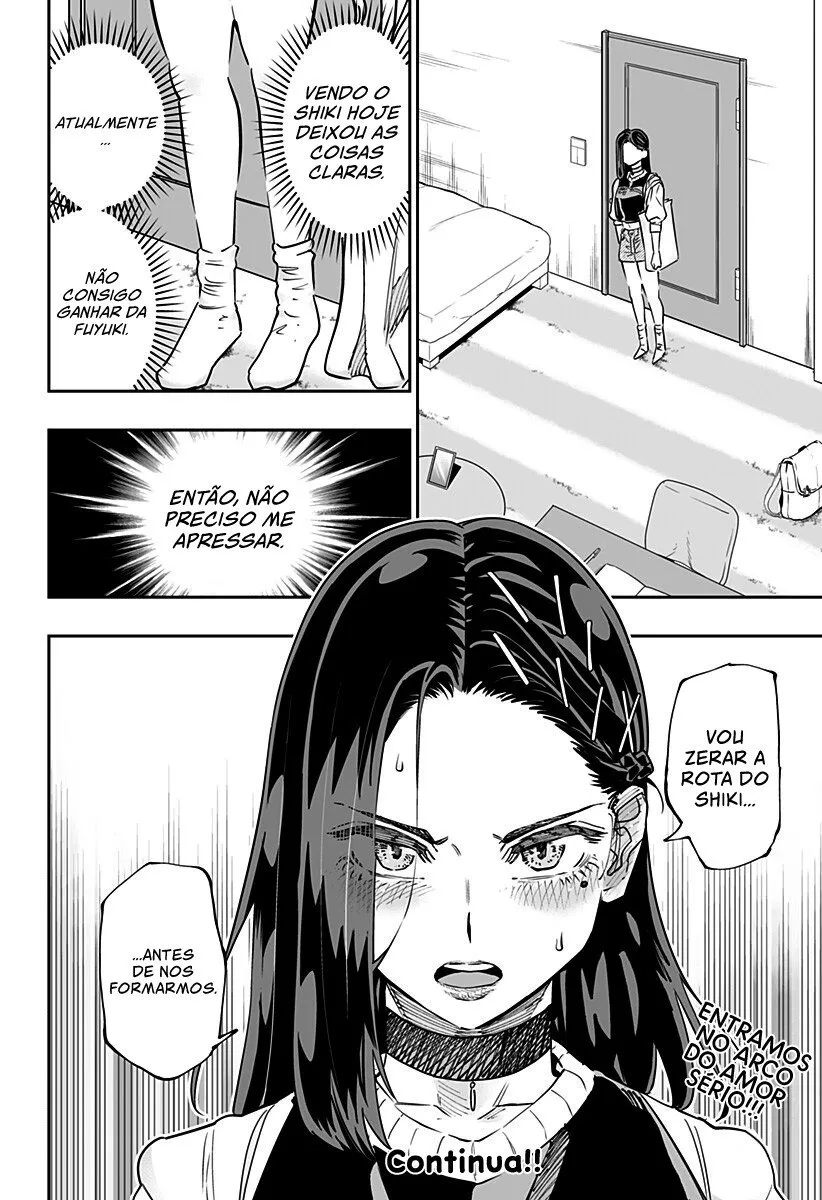 VENDO O
SHIKI HOJE
DEIXOU AS
COISAS
CLARAS.
ATUALMENTE
...
NÃO
CONSIGO
GANHAR DA
FUYUKI.
ENTÃO, NÃO
PRECISO ME
APRESSAR.
VOU
ZERAR A
ROTA DO
SHIKI...
...ANTES
DE NOS
FORMARMOS.
ENTRAMOS
NO ARCO
DO AMOR
SÉRIO!!!
Continua!!